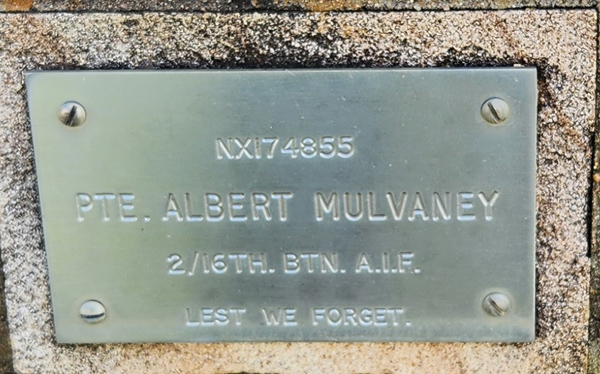 NX174855
PTE. ALBERT MULVANEY
2/16TH. BTN. A.I.F.
LEST WE FORGET.